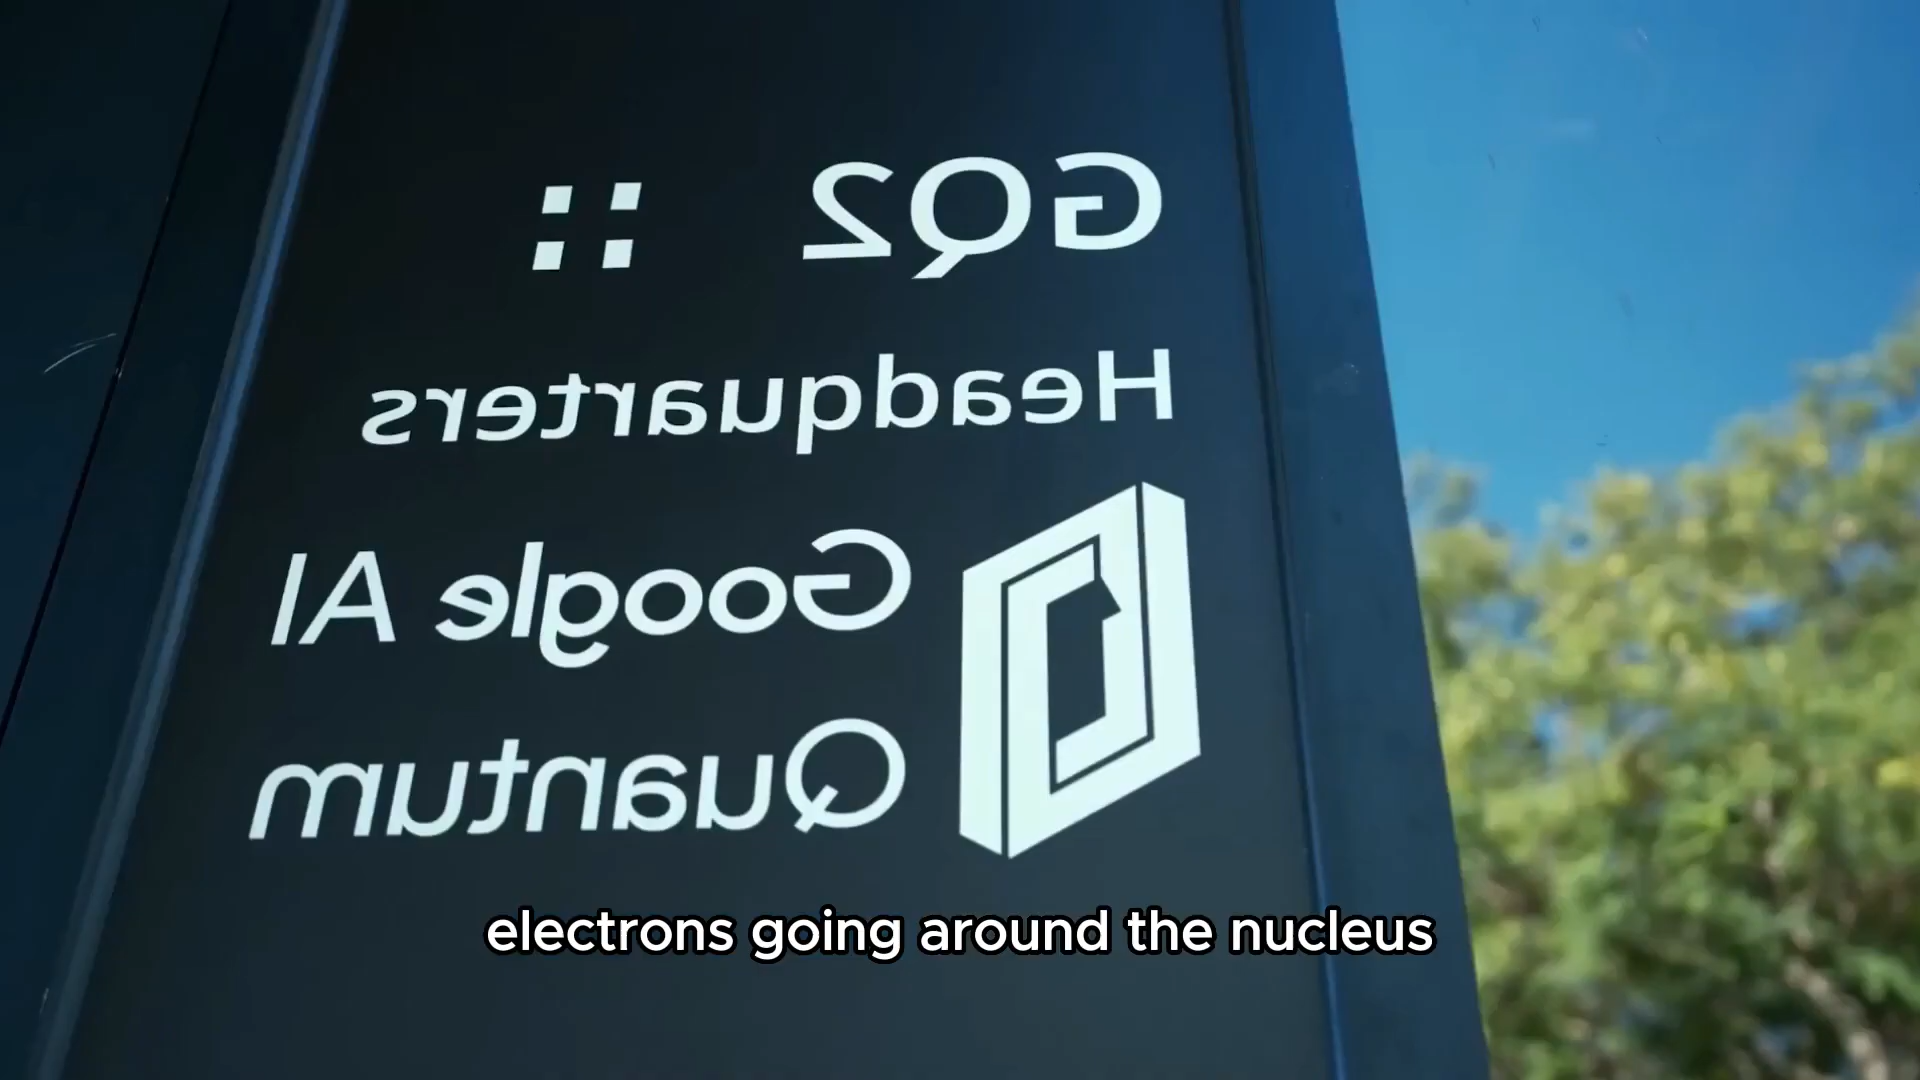 GQ2
Headquarters
Google AI
Quantum
electrons going around the nucleus